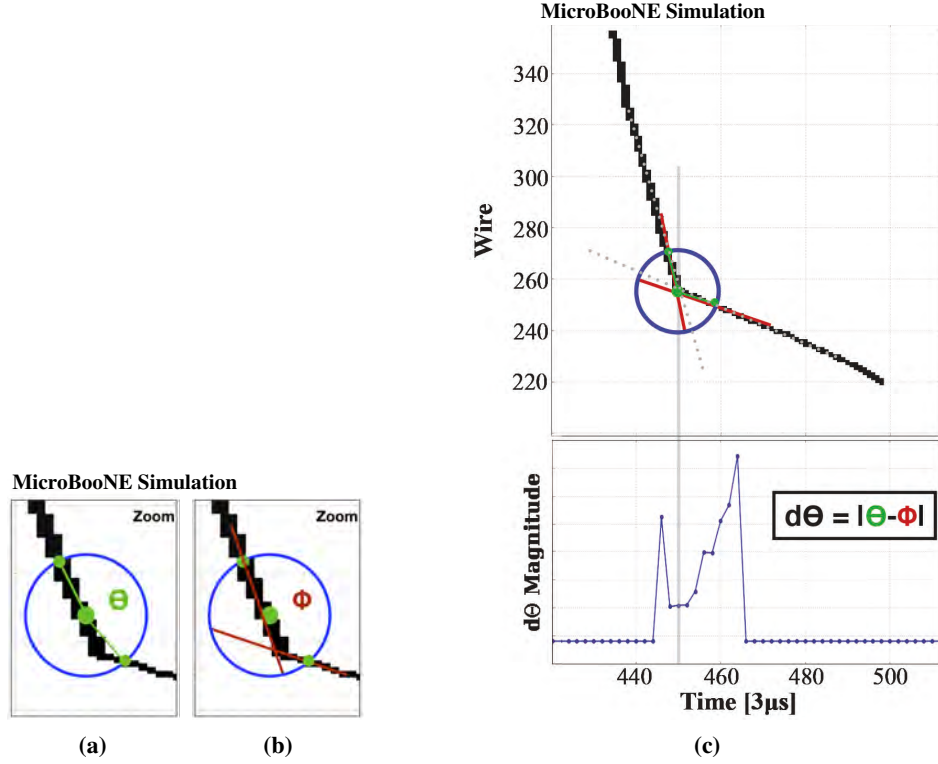 MicroBooNE Simulation
Wire
340
320
300
280
260
240
220
dΘ Magnitude
dΘ = |Θ-Φ|
440 460 480 500
Time [3μs]
(c)
MicroBooNE Simulation
Zoom
Θ
(a)
Zoom
Φ
(b)